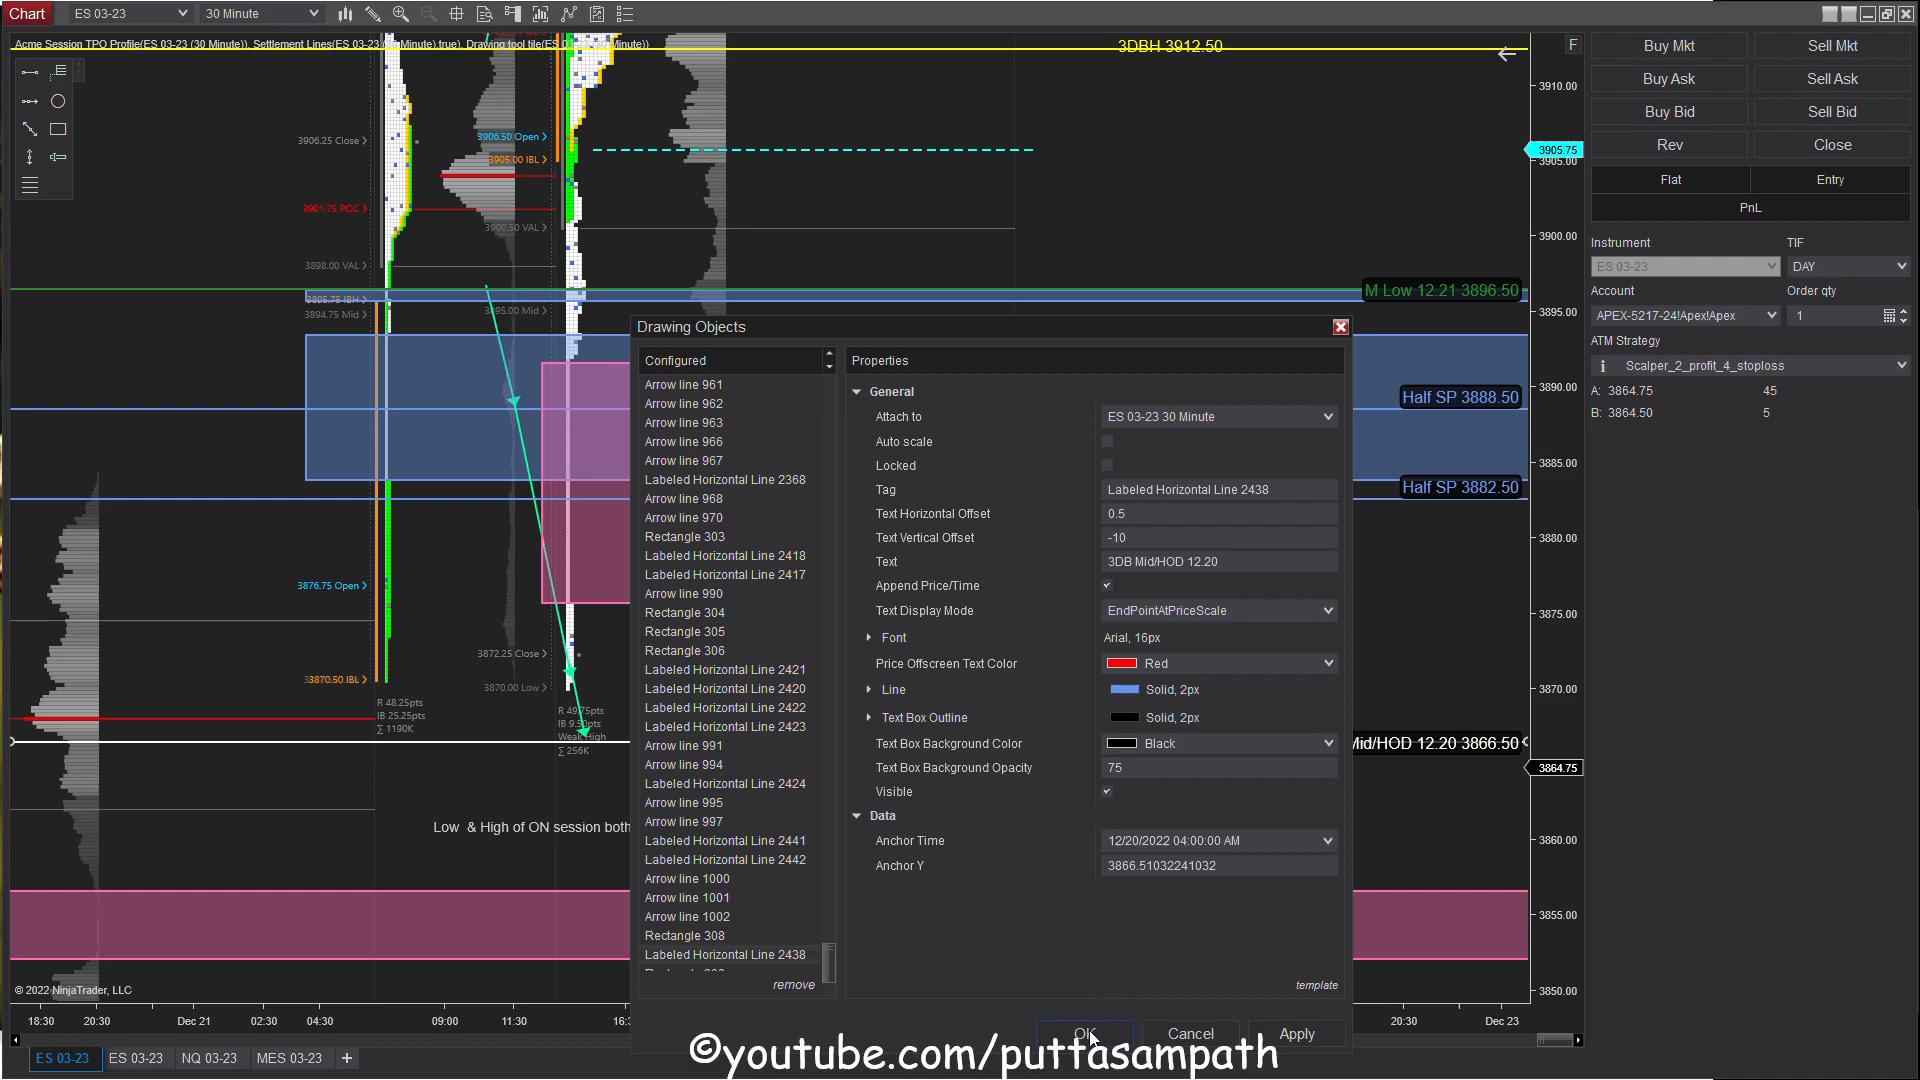 Chart
ES 03-23
30 Minute
Acme Session TPO Profile(ES 03-23 (30 Minute)), Settlement Lines(ES 03-23 (30 Minute),true), Drawing tool tile(ES 03-23 (30 Minute))
3DBH 3912.50
F
3906.25 Close
3901.75 POC
3898.00 VAL
3895.75 IBH
3894.75 Mid
3876.75 Open
3870.50 IBL
R 48.25pts
IB 25.25pts
∑ 1190K
3906.50 Open
3905.00 IBL
3900.50 VAL
3895.00 Mid
3872.25 Close
3870.00 Low
R 49.75pts
IB 9.50pts
Weak High
∑ 256K
Low & High of ON session both
M Low 12.21 3896.50
Half SP 3888.50
Half SP 3882.50
Mid/HOD 12.20 3866.50
3910.00
3905.75
3905.00
3900.00
3895.00
3890.00
3885.00
3880.00
3875.00
3870.00
3864.75
3860.00
3855.00
3850.00
Drawing Objects
Configured
Arrow line 961
Arrow line 962
Arrow line 963
Arrow line 966
Arrow line 967
Labeled Horizontal Line 2368
Arrow line 968
Arrow line 970
Rectangle 303
Labeled Horizontal Line 2418
Labeled Horizontal Line 2417
Arrow line 990
Rectangle 304
Rectangle 305
Rectangle 306
Labeled Horizontal Line 2421
Labeled Horizontal Line 2420
Labeled Horizontal Line 2422
Labeled Horizontal Line 2423
Arrow line 991
Arrow line 994
Labeled Horizontal Line 2424
Arrow line 995
Arrow line 997
Labeled Horizontal Line 2441
Labeled Horizontal Line 2442
Arrow line 1000
Arrow line 1001
Arrow line 1002
Rectangle 308
Labeled Horizontal Line 2438
remove
Properties
General
Attach to ES 03-23 30 Minute
Auto scale
Locked
Tag Labeled Horizontal Line 2438
Text Horizontal Offset 0.5
Text Vertical Offset -10
Text 3DB Mid/HOD 12.20
Append Price/Time
Text Display Mode EndPointAtPriceScale
Font Arial, 16px
Price Offscreen Text Color Red
Line Solid, 2px
Text Box Outline Solid, 2px
Text Box Background Color Black
Text Box Background Opacity 75
Visible
Data
Anchor Time 12/20/2022 04:00:00 AM
Anchor Y 3866.51032241032
template
OK Cancel Apply
Buy Mkt Sell Mkt
Buy Ask Sell Ask
Buy Bid Sell Bid
Rev Close
Flat Entry
PnL
Instrument TIF
ES 03-23 DAY
Account Order qty
APEX-5217-24!Apex!Apex 1
ATM Strategy
Scalper_2_profit_4_stoploss
A: 3864.75 45
B: 3864.50 5
© 2022 NinjaTrader, LLC
18:30 20:30 Dec 21 02:30 04:30 09:00 11:30 20:30 Dec 23
ES 03-23 ES 03-23 NQ 03-23 MES 03-23 +
©youtube.com/puttasampath